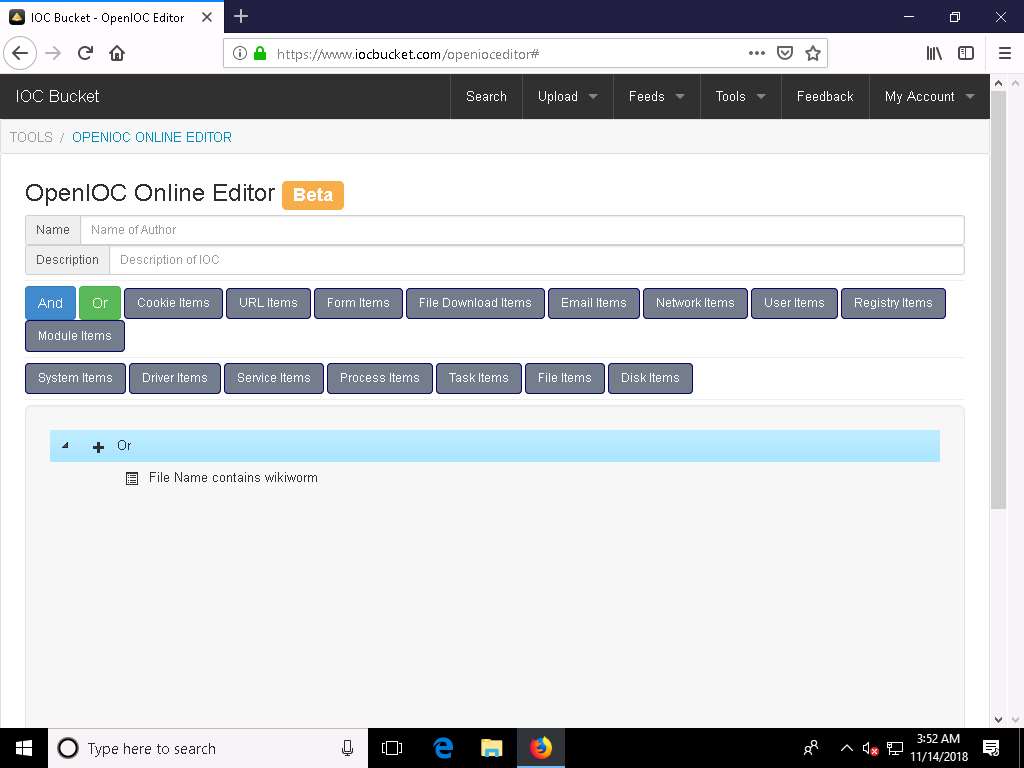 IOC Bucket - OpenIOC Editor
https://www.iocbucket.com/openioceditor#
IOC Bucket Search Upload Feeds Tools Feedback My Account
TOOLS / OPENIOC ONLINE EDITOR
OpenIOC Online Editor Beta
Name Name of Author
Description Description of IOC
And Or Cookie Items URL Items Form Items File Download Items Email Items Network Items User Items Registry Items
Module Items
System Items Driver Items Service Items Process Items Task Items File Items Disk Items
Or
File Name contains wikiworm
Type here to search
3:52 AM
11/14/2018